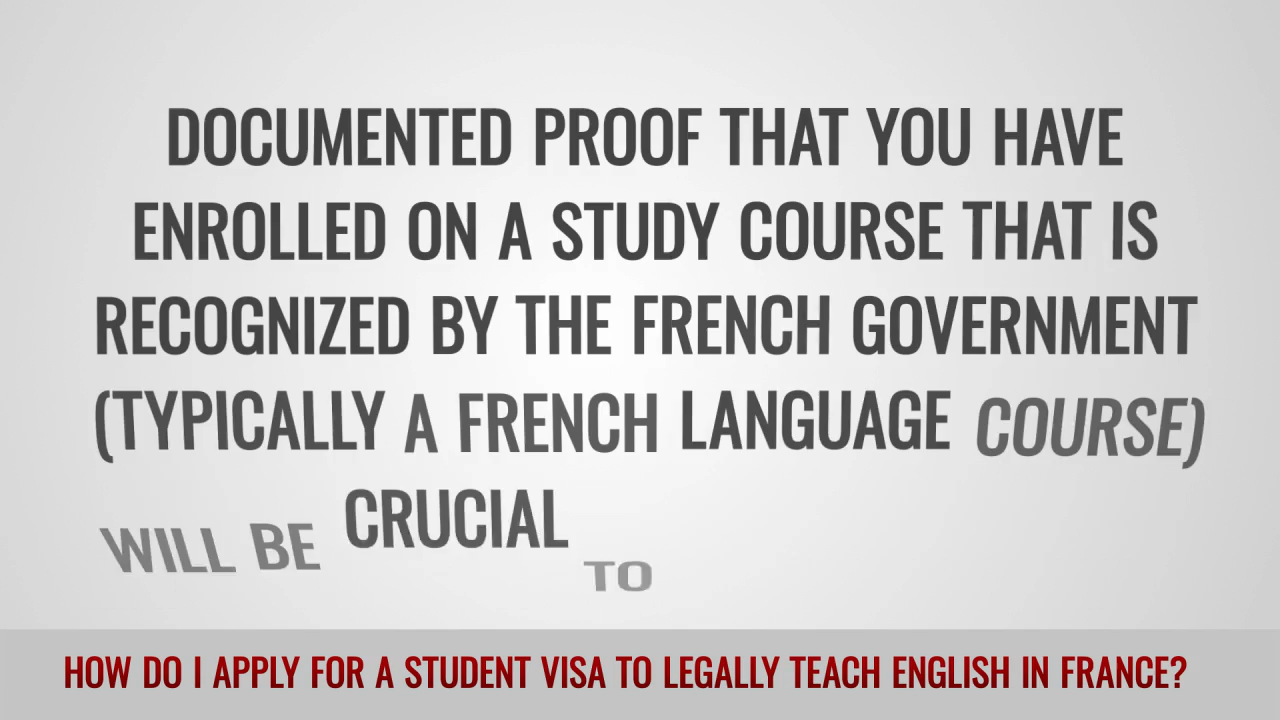 DOCUMENTED PROOF THAT YOU HAVE
ENROLLED ON A STUDY COURSE THAT IS
RECOGNIZED BY THE FRENCH GOVERNMENT
(TYPICALLY A FRENCH LANGUAGE COURSE)
WILL BE CRUCIAL TO
HOW DO I APPLY FOR A STUDENT VISA TO LEGALLY TEACH ENGLISH IN FRANCE?